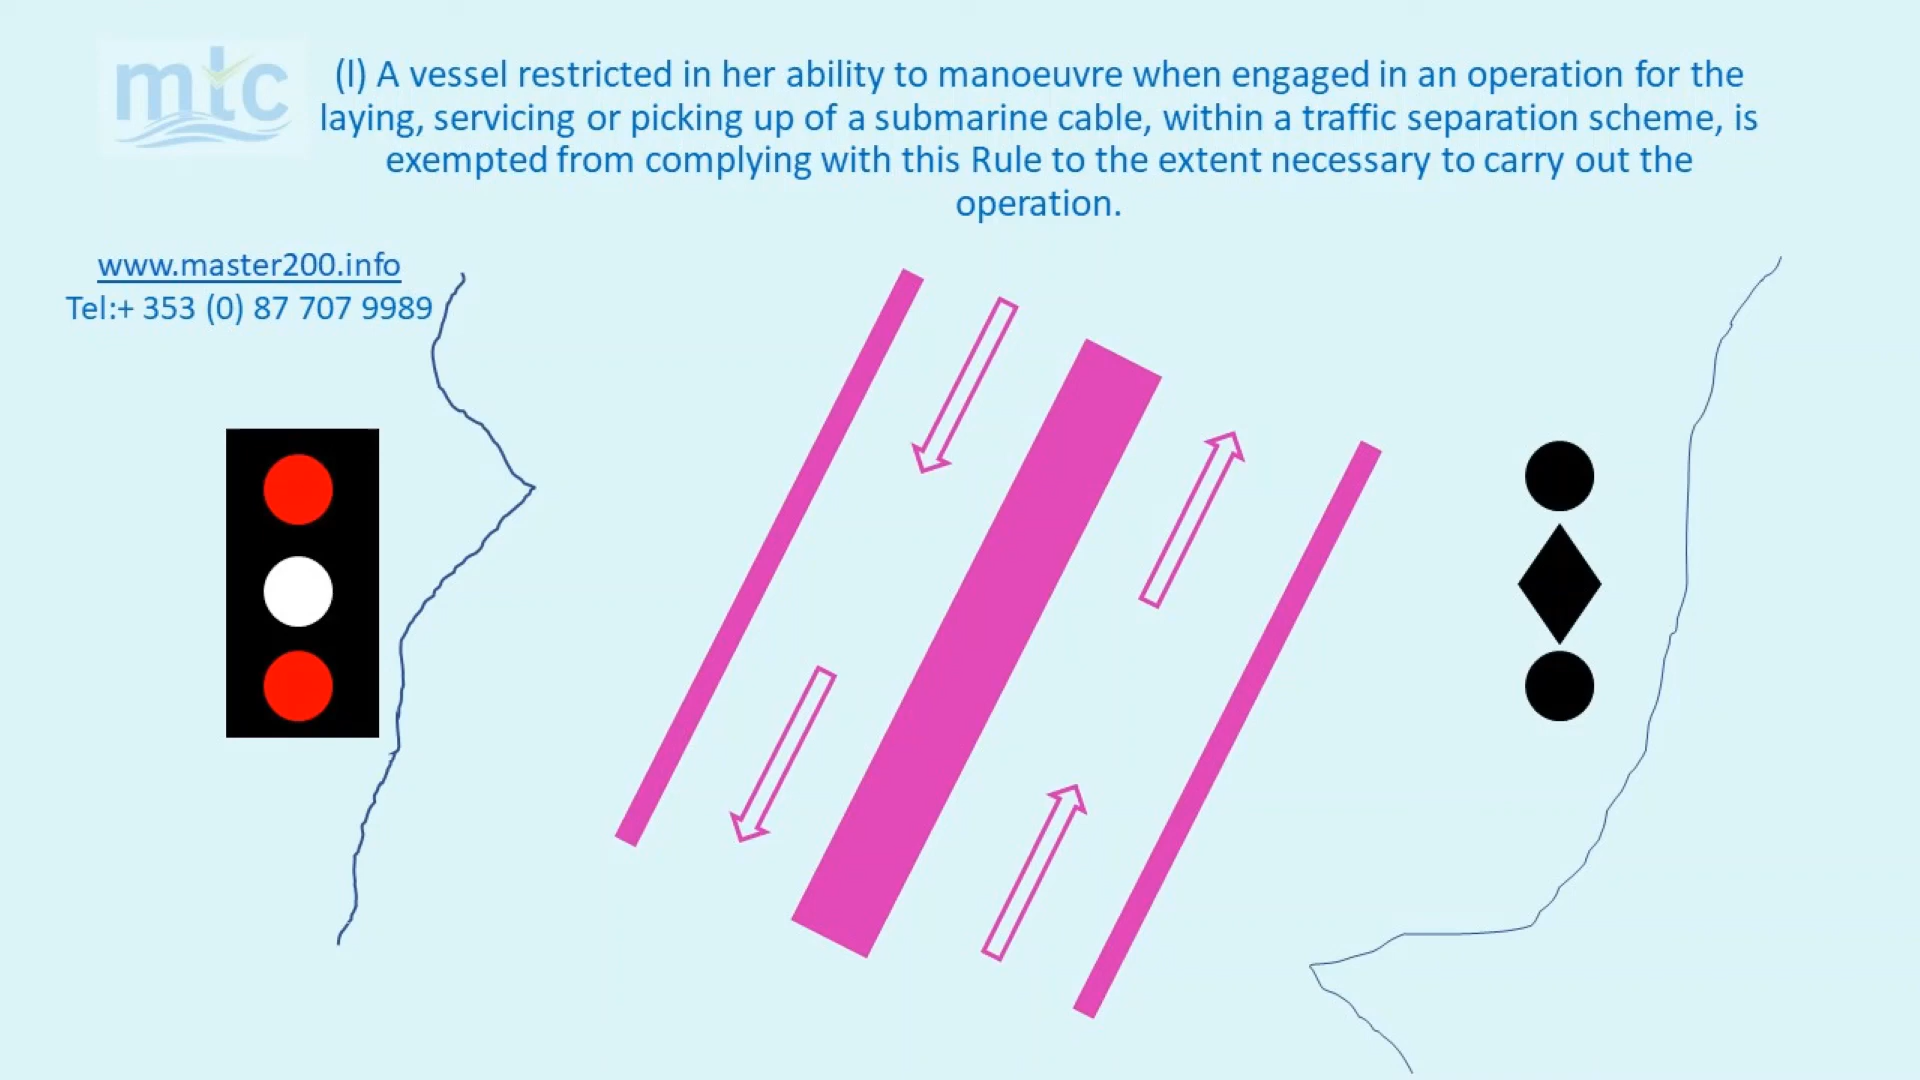 mtc
(l) A vessel restricted in her ability to manoeuvre when engaged in an operation for the
laying, servicing or picking up of a submarine cable, within a traffic separation scheme, is
exempted from complying with this Rule to the extent necessary to carry out the
operation.
www.master200.info
Tel:+ 353 (0) 87 707 9989